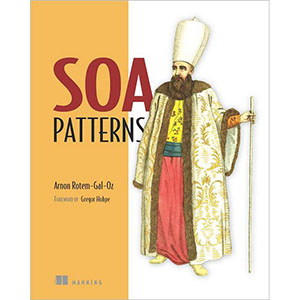 SOA
PATTERNS
Arnon Rotem-Gal-Oz
FOREWORD BY Gregor Hohpe
MANNING